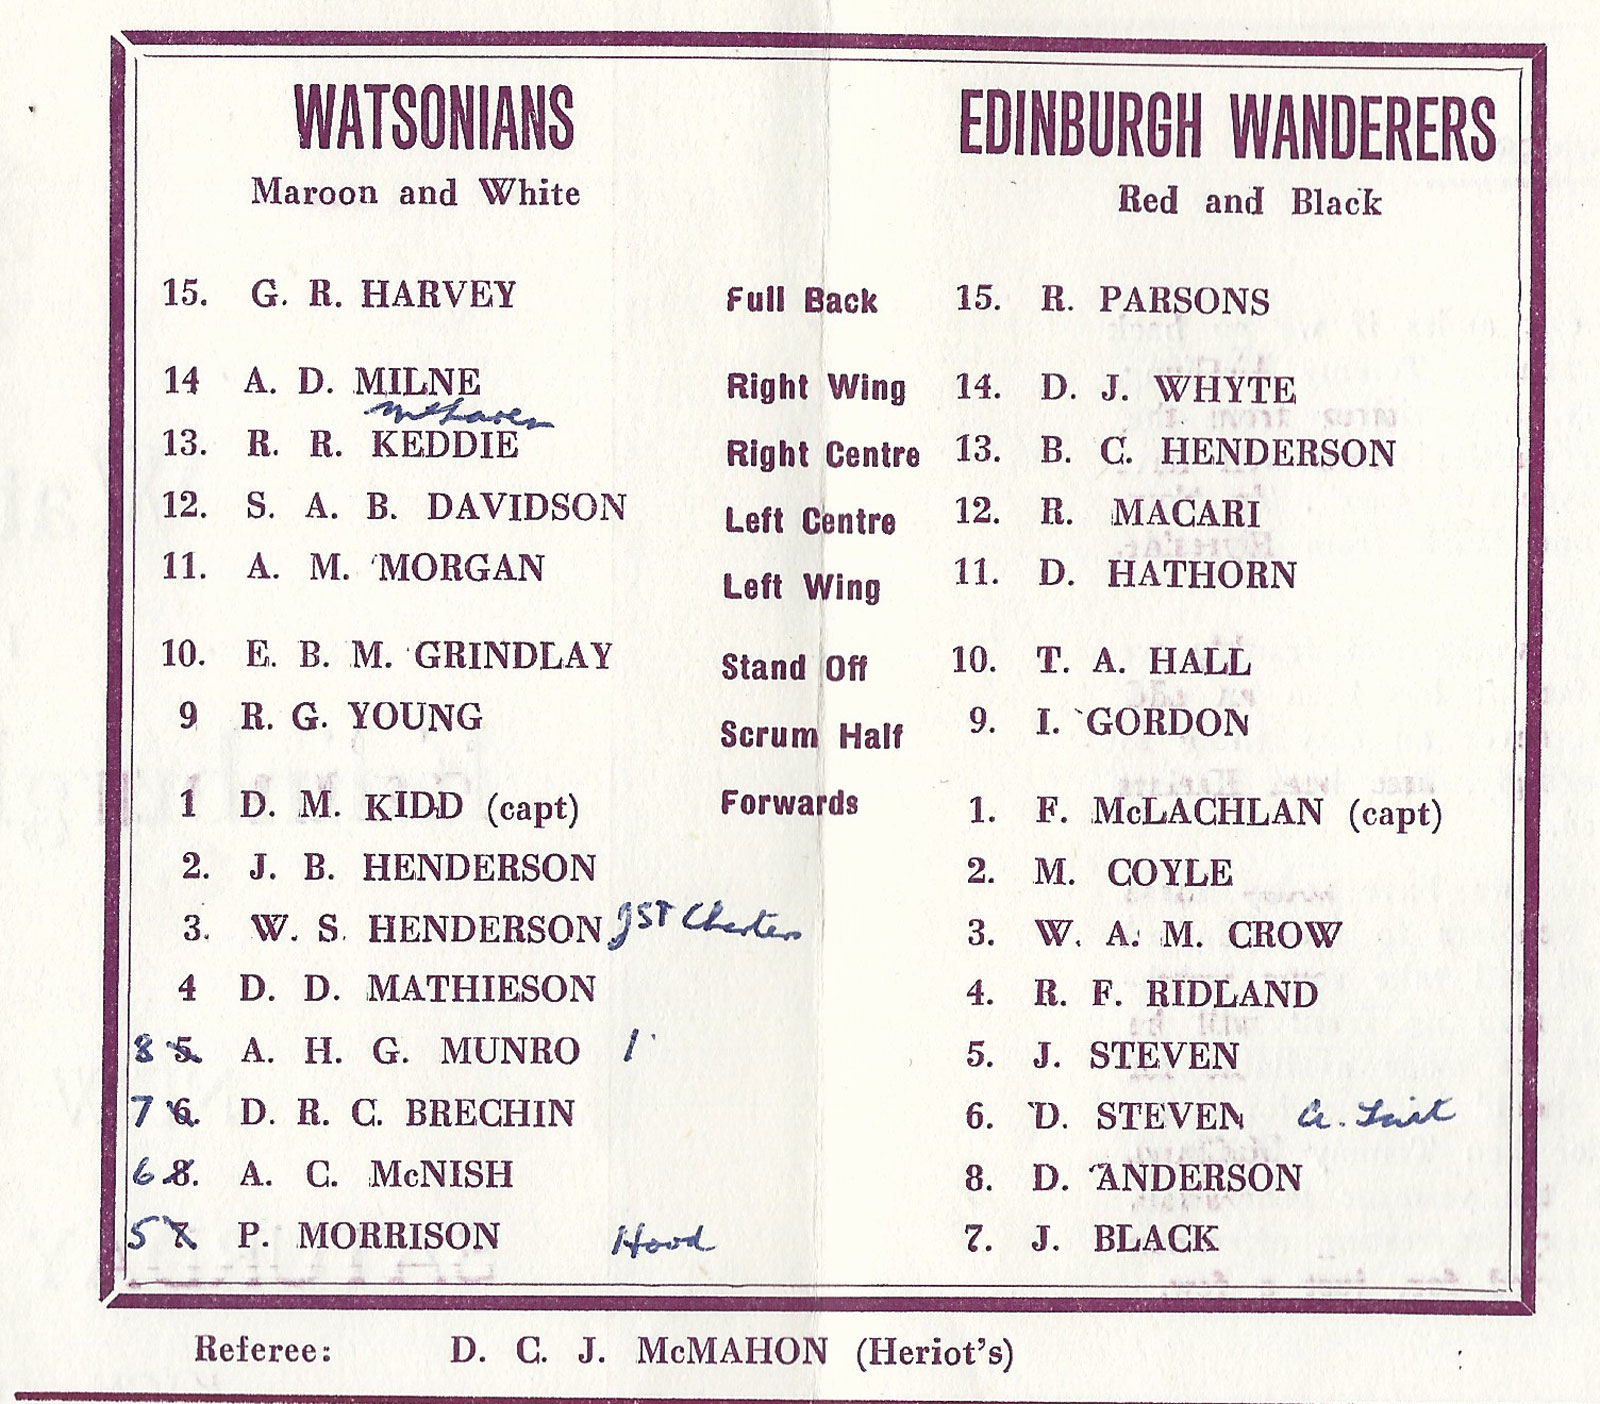 WATSONIANS
Maroon and White
EDINBURGH WANDERERS
Red and Black
15. G. R. HARVEY Full Back 15. R. PARSONS
14 A. D. MILNE Right Wing 14. D. J. WHYTE
13. R. R. KEDDIE Right Centre 13. B. C. HENDERSON
12. S. A. B. DAVIDSON Left Centre 12. R. MACARI
11. A. M. MORGAN Left Wing 11. D. HATHORN
10. E. B. M. GRINDLAY Stand Off 10. T. A. HALL
9 R. G. YOUNG Scrum Half 9. I. GORDON
1 D. M. KIDD (capt) Forwards 1. F. McLACHLAN (capt)
2. J. B. HENDERSON 2. M. COYLE
3. W. S. HENDERSON 3. W. A. M. CROW
4 D. D. MATHIESON 4. R. F. RIDLAND
8 5. A. H. G. MUNRO 1 5. J. STEVEN
7 6. D. R. C. BRECHIN 6. D. STEVEN
6 8. A. C. McNISH 8. D. ANDERSON
5 7. P. MORRISON Hood 7. J. BLACK
Referee: D. C. J. McMAHON (Heriot's)